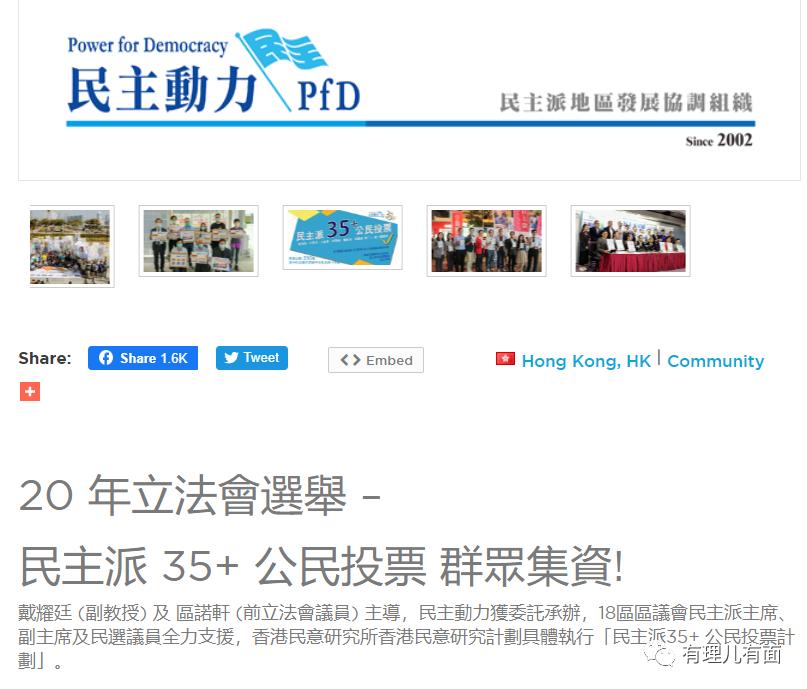 Power for Democracy
民主動力 PfD
民主派地區發展協調組織
Since 2002
民主派 35+ 公民投票
Share:
Share 1.6K
Tweet
Embed
Hong Kong, HK | Community
20 年立法會選舉 –
民主派 35+ 公民投票 群眾集資!
戴耀廷 (副教授) 及 區諾軒 (前立法會議員) 主導，民主動力獲委託承辦，18區區議會民主派主席、
副主席及民選議員全力支援，香港民意研究所香港民意研究計劃具體執行「民主派35+ 公民投票計
劃」。
有理儿有面